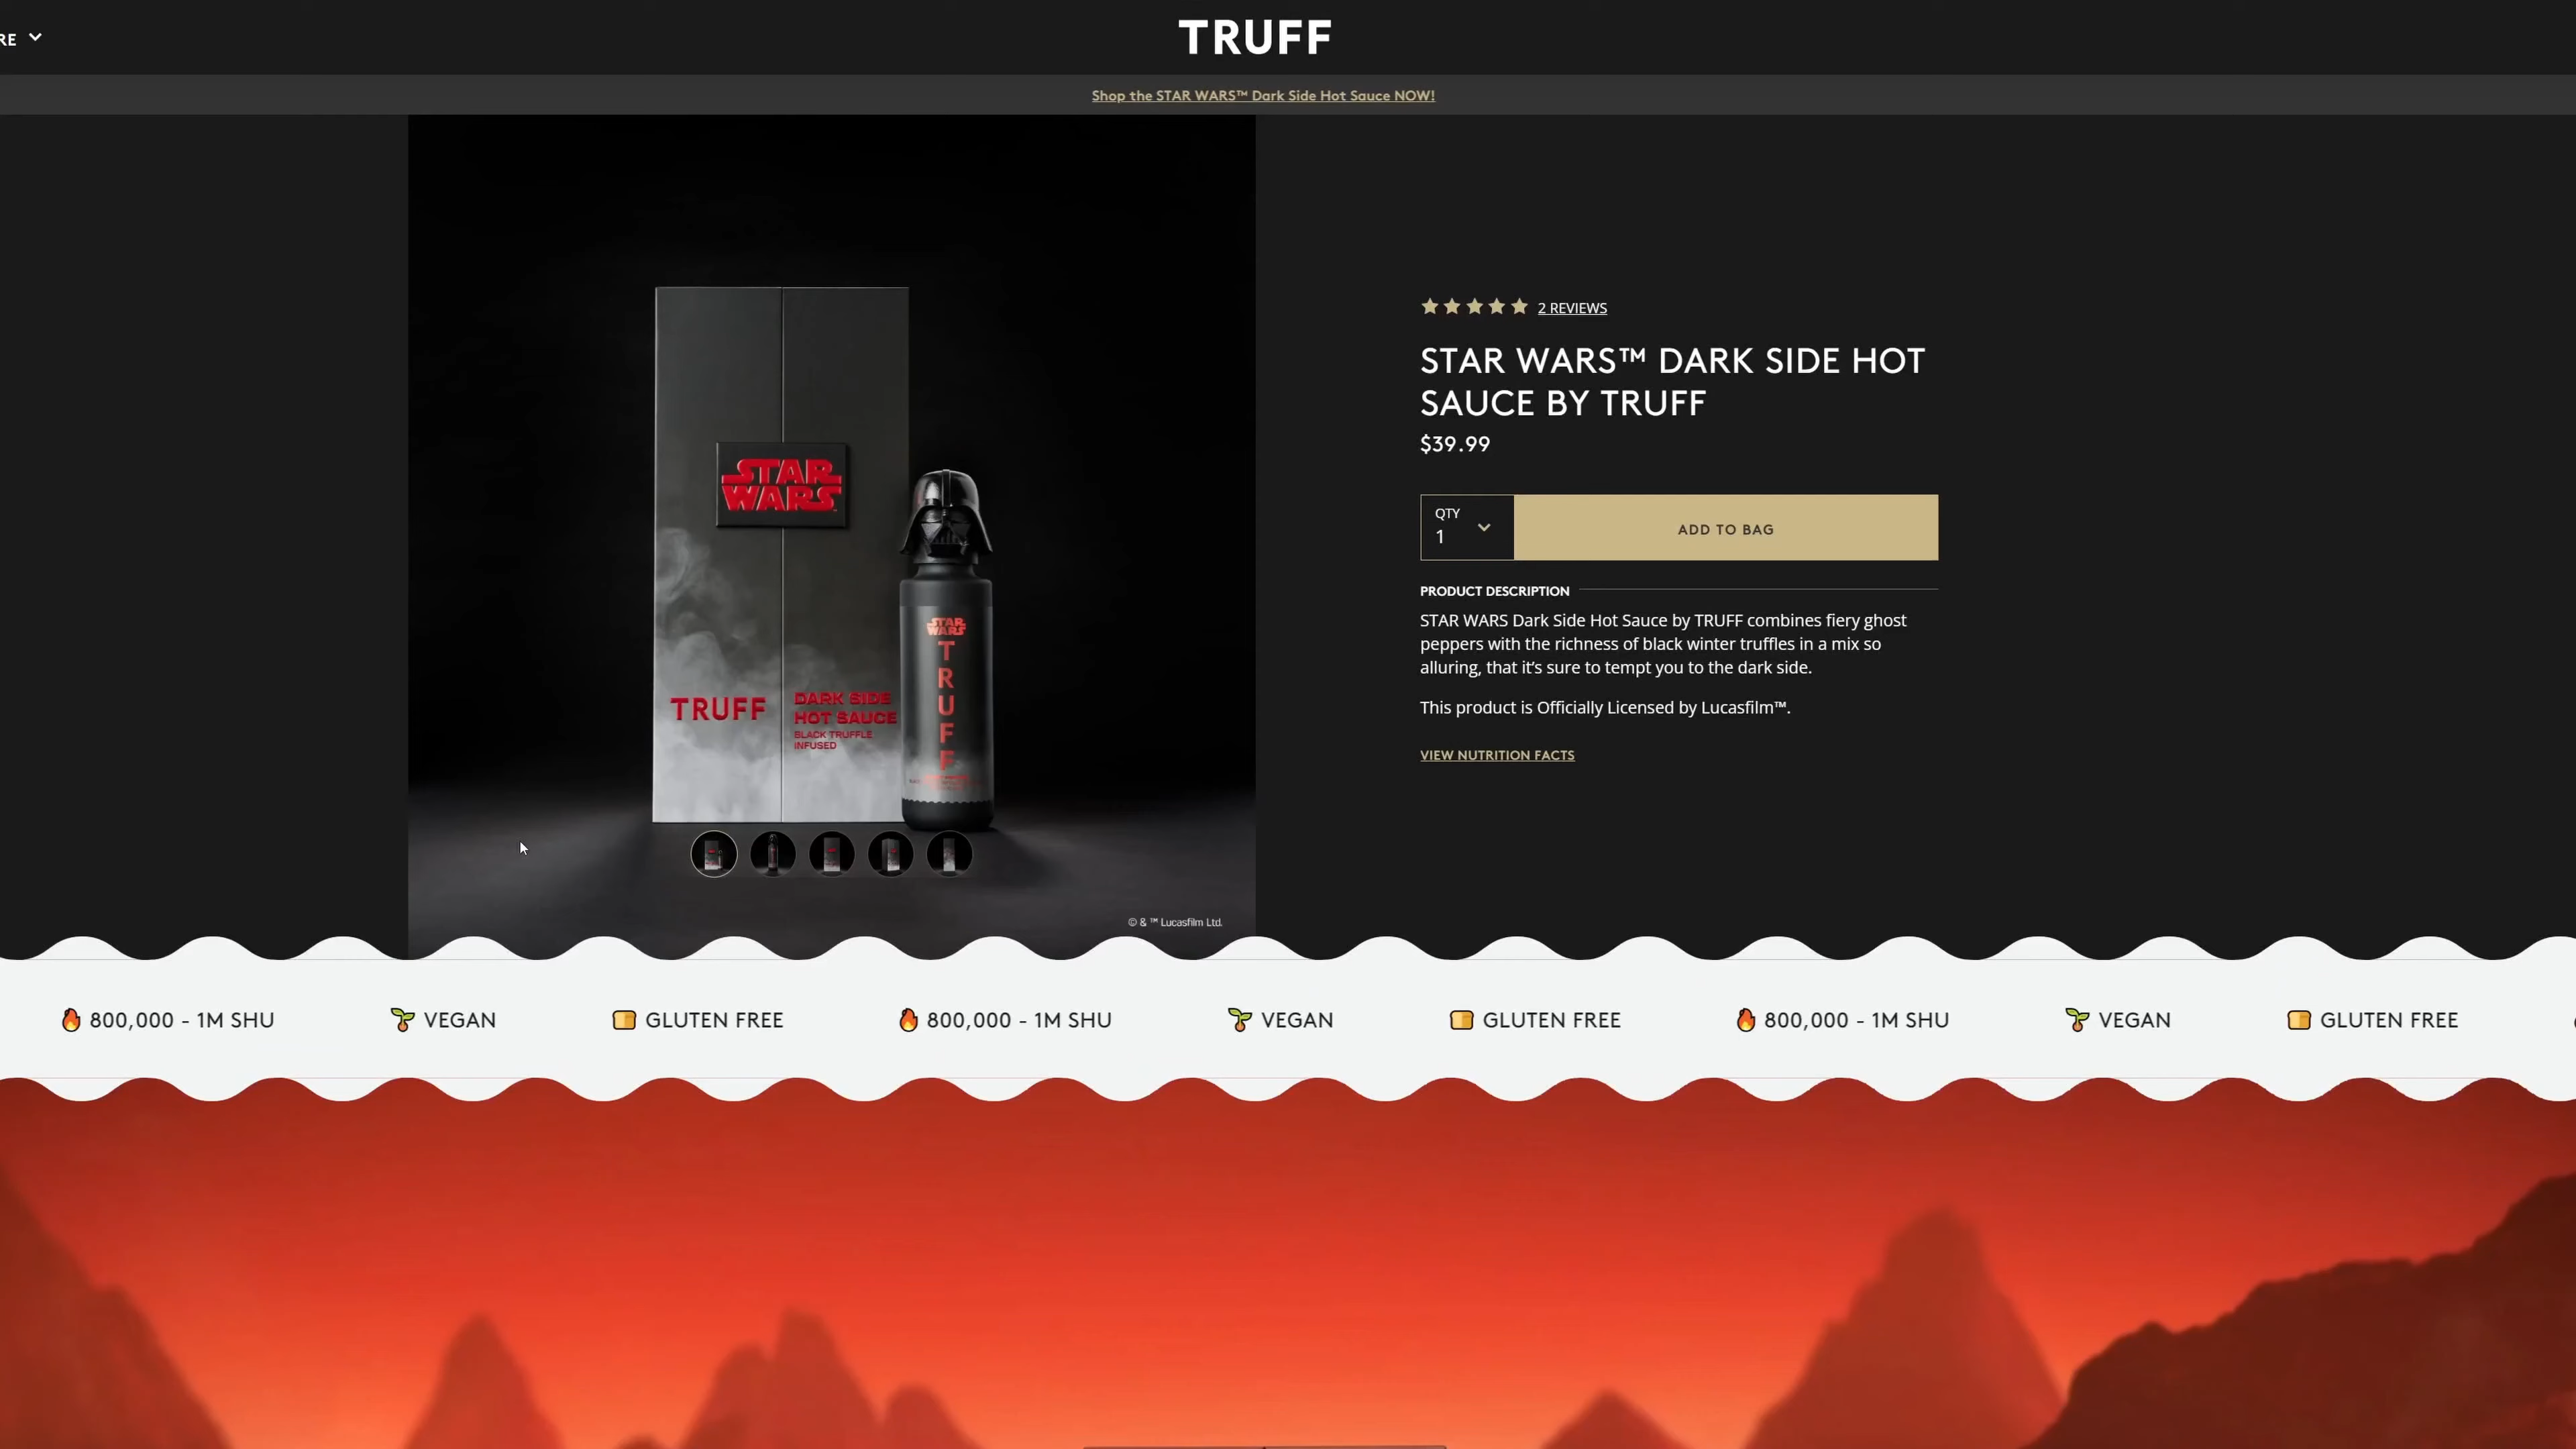 RE
TRUFF
Shop the STAR WARS™ Dark Side Hot Sauce NOW!
STAR
WARS
TRUFF
DARK SIDE
HOT SAUCE
BLACK TRUFFLE
INFUSED
STAR
WARS
TRUFF
© & ™ Lucasfilm Ltd.
2 REVIEWS
STAR WARS™ DARK SIDE HOT
SAUCE BY TRUFF
$39.99
QTY
1
ADD TO BAG
PRODUCT DESCRIPTION
STAR WARS Dark Side Hot Sauce by TRUFF combines fiery ghost
peppers with the richness of black winter truffles in a mix so
alluring, that it’s sure to tempt you to the dark side.
This product is Officially Licensed by Lucasfilm™.
VIEW NUTRITION FACTS
800,000 - 1M SHU VEGAN GLUTEN FREE 800,000 - 1M SHU VEGAN GLUTEN FREE 800,000 - 1M SHU VEGAN GLUTEN FREE